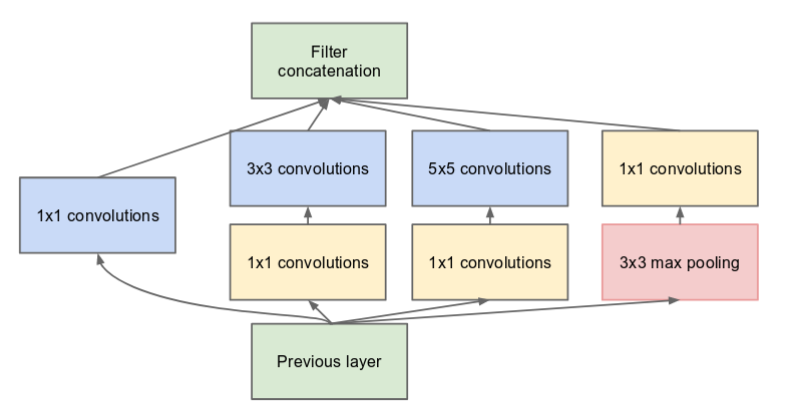 Filter
concatenation
3x3 convolutions
5x5 convolutions
1x1 convolutions
1x1 convolutions
1x1 convolutions
1x1 convolutions
3x3 max pooling
Previous layer